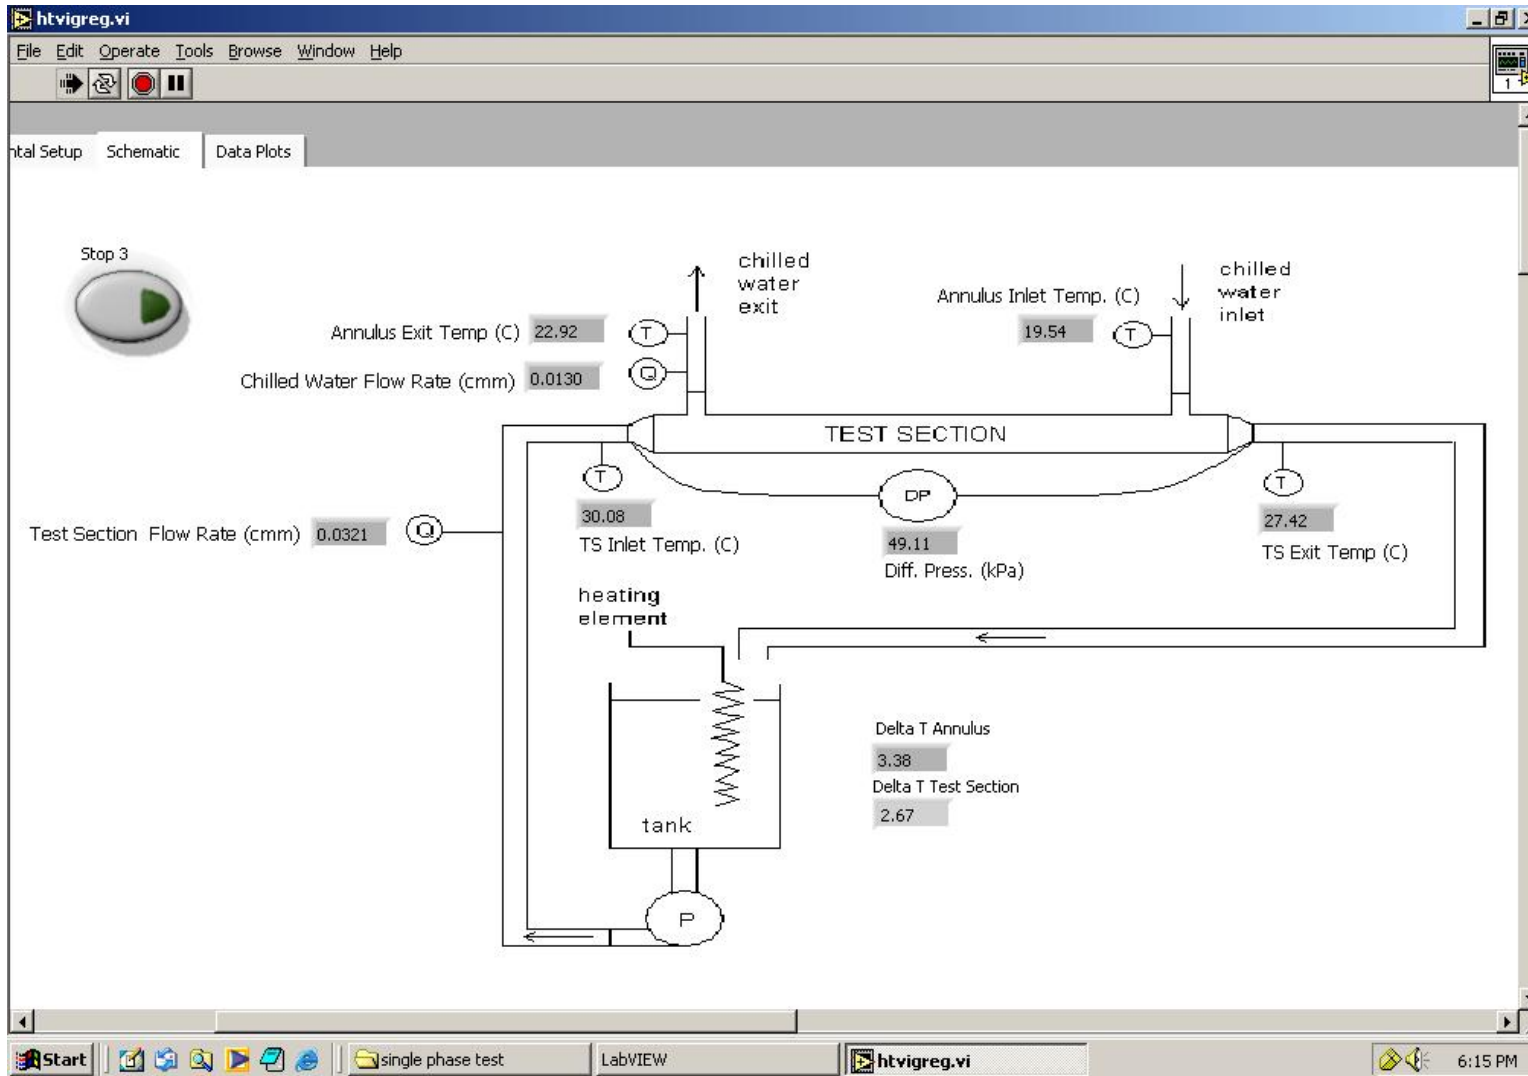 htvigreg.vi
File Edit Operate Tools Browse Window Help
1
ntal Setup Schematic Data Plots
Stop 3
chilled
water
exit
chilled
water
inlet
Annulus Inlet Temp. (C)
19.54
T
Annulus Exit Temp (C) 22.92 T
Chilled Water Flow Rate (cmm) 0.0130 Q
TEST SECTION
T
DP
T
30.08
TS Inlet Temp. (C)
49.11
Diff. Press. (kPa)
27.42
TS Exit Temp (C)
Test Section Flow Rate (cmm) 0.0321 Q
heating
element
Delta T Annulus
3.38
Delta T Test Section
2.67
tank
P
Start single phase test LabVIEW htvigreg.vi 6:15 PM